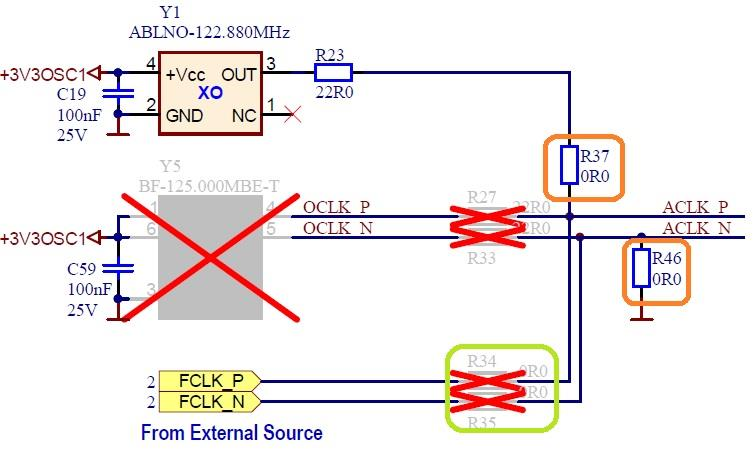 Y1
ABLNO-122.880MHz
+3V3OSC1
4
+Vcc
OUT
3
R23
22R0
C19
100nF
25V
XO
2
GND
NC
1
R37
0R0
Y5
BF-125.000MBE-T
1
4
OCLK_P
R27
22R0
ACLK_P
+3V3OSC1
6
5
OCLK_N
22R0
ACLK_N
R33
C59
100nF
25V
3
R46
0R0
R34
0R0
2
FCLK_P
2
FCLK_N
0R0
R35
From External Source